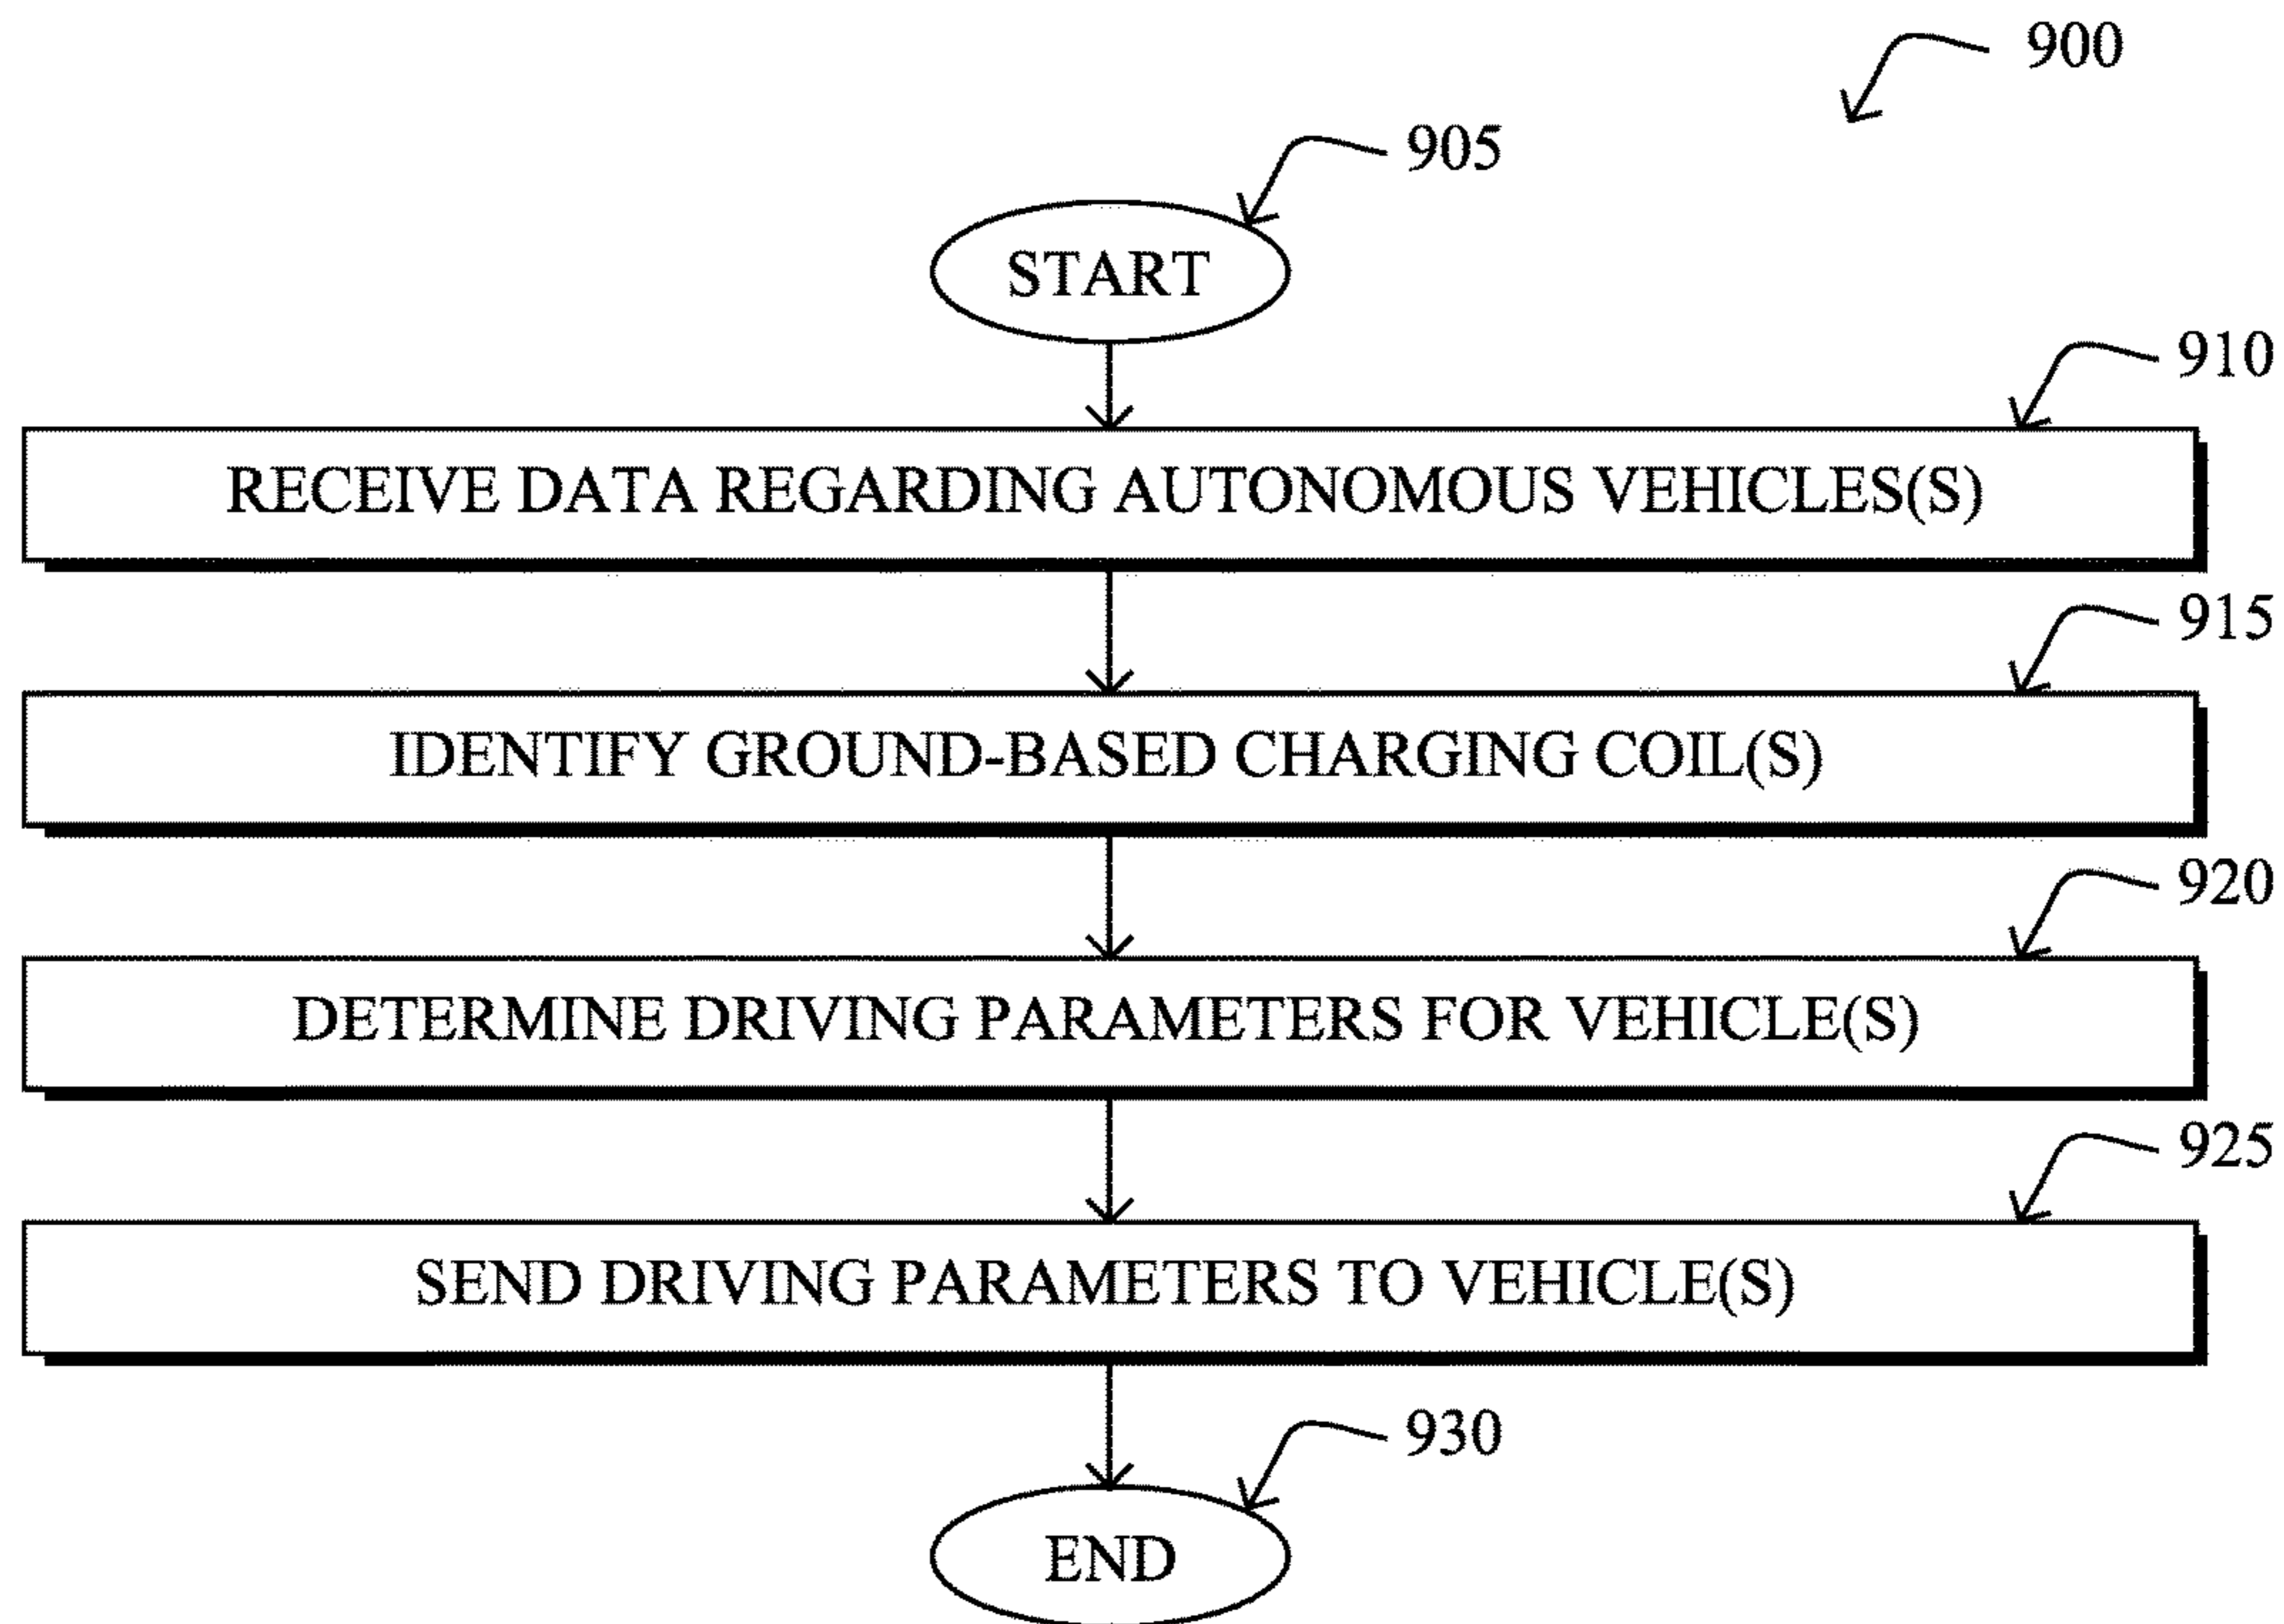 900
905
START
910
RECEIVE DATA REGARDING AUTONOMOUS VEHICLES(S)
915
IDENTIFY GROUND-BASED CHARGING COIL(S)
920
DETERMINE DRIVING PARAMETERS FOR VEHICLE(S)
925
SEND DRIVING PARAMETERS TO VEHICLE(S)
930
END